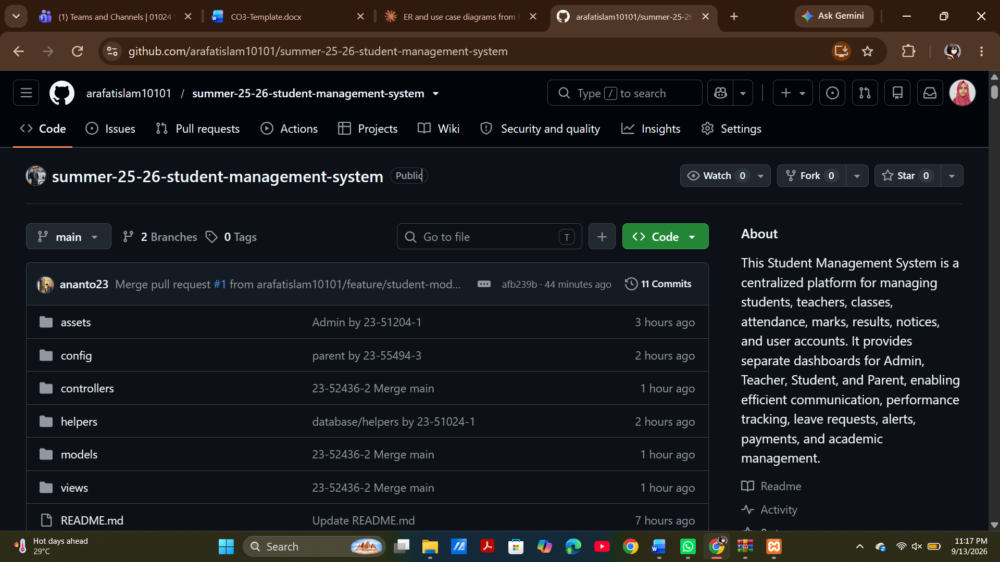 (1) Teams and Channels | 01024
CO3-Template.docx
ER and use case diagrams from
arafatislam10101/summer-25-26
Ask Gemini
github.com/arafatislam10101/summer-25-26-student-management-system
arafatislam10101 / summer-25-26-student-management-system
Type / to search
Code
Issues
Pull requests
Actions
Projects
Wiki
Security and quality
Insights
Settings
summer-25-26-student-management-system
Public
Watch 0
Fork 0
Star 0
main
2 Branches
0 Tags
Go to file
T
Code
ananto23 Merge pull request #1 from arafatislam10101/feature/student-mod...
afb239b · 44 minutes ago
11 Commits
assets Admin by 23-51204-1 3 hours ago
config parent by 23-55494-3 2 hours ago
controllers 23-52436-2 Merge main 1 hour ago
helpers database/helpers by 23-51024-1 2 hours ago
models 23-52436-2 Merge main 1 hour ago
views 23-52436-2 Merge main 1 hour ago
README.md Update README.md 7 hours ago
About
This Student Management System is a
centralized platform for managing
students, teachers, classes,
attendance, marks, results, notices,
and user accounts. It provides
separate dashboards for Admin,
Teacher, Student, and Parent, enabling
efficient communication, performance
tracking, leave requests, alerts,
payments, and academic
management.
Readme
Activity
Hot days ahead
29°C
Search
11:17 PM
9/13/2026